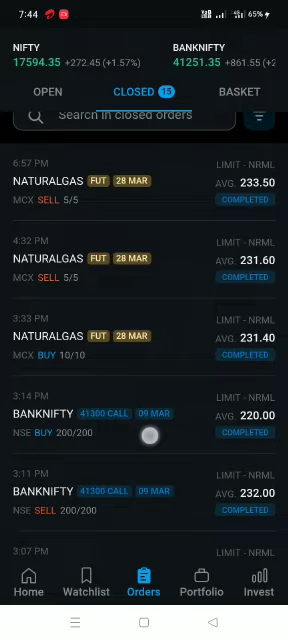 7:44 65%
NIFTY BANKNIFTY
17594.35 +272.45 (+1.57%) 41251.35 +861.55 (+2
OPEN CLOSED 15 BASKET
Search in closed orders
6:57 PM LIMIT - NRML
NATURALGAS FUT 28 MAR AVG. 233.50
MCX SELL 5/5 COMPLETED
4:32 PM LIMIT - NRML
NATURALGAS FUT 28 MAR AVG. 231.60
MCX SELL 5/5 COMPLETED
3:33 PM LIMIT - NRML
NATURALGAS FUT 28 MAR AVG. 231.40
MCX BUY 10/10 COMPLETED
3:14 PM LIMIT - NRML
BANKNIFTY 41300 CALL 09 MAR AVG. 220.00
NSE BUY 200/200 COMPLETED
3:11 PM LIMIT - NRML
BANKNIFTY 41300 CALL 09 MAR AVG. 232.00
NSE SELL 200/200 COMPLETED
3:07 PM LIMIT - NRML
Home Watchlist Orders Portfolio Invest